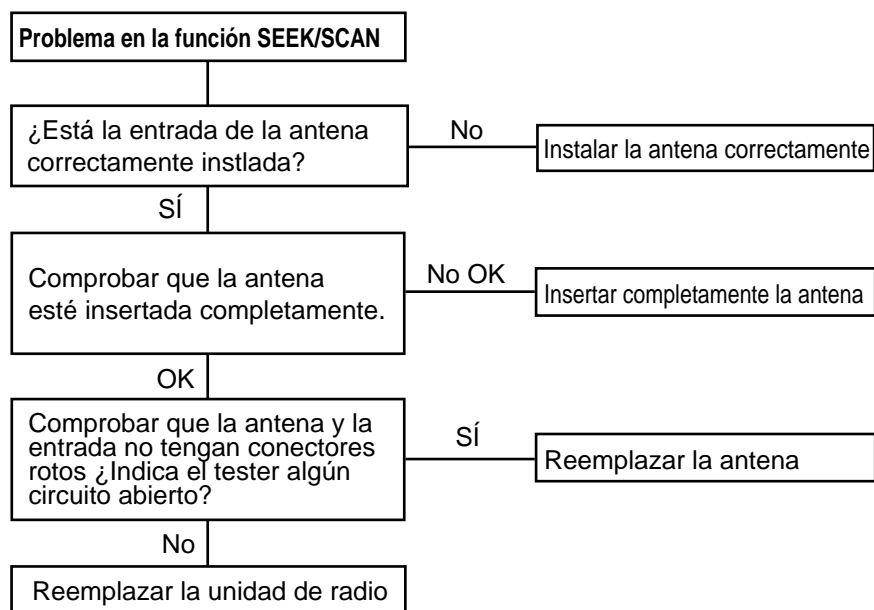 Problema en la función SEEK/SCAN
¿Está la entrada de la antena
correctamente instlada?
No
Instalar la antena correctamente
SÍ
Comprobar que la antena
esté insertada completamente.
No OK
Insertar completamente la antena
OK
Comprobar que la antena y la
entrada no tengan conectores
rotos ¿Indica el tester algún
circuito abierto?
SÍ
Reemplazar la antena
No
Reemplazar la unidad de radio